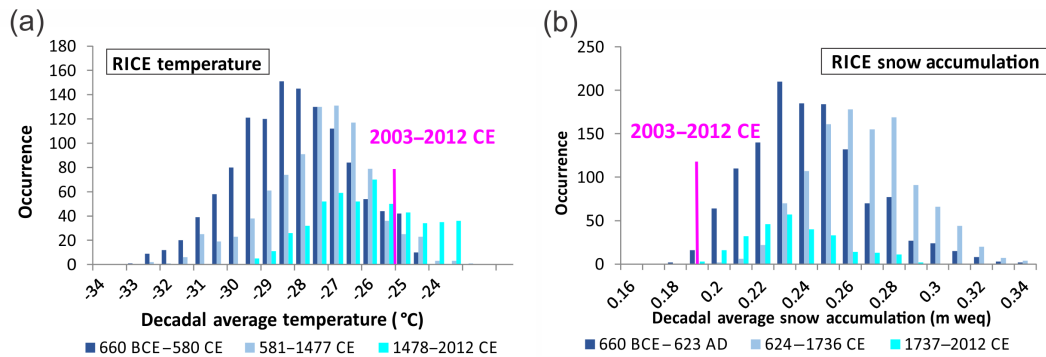 (a)
RICE temperature
Occurrence
180
160
140
120
100
80
60
40
20
0
2003–2012 CE
-34
-33
-32
-31
-30
-29
-28
-27
-26
-25
-24
Decadal average temperature (°C)
660 BCE–580 CE
581–1477 CE
1478–2012 CE
(b)
RICE snow accumulation
Occurrence
250
200
150
100
50
0
2003–2012 CE
0.16
0.18
0.2
0.22
0.24
0.26
0.28
0.3
0.32
0.34
Decadal average snow accumulation (m weq)
660 BCE–623 AD
624–1736 CE
1737–2012 CE